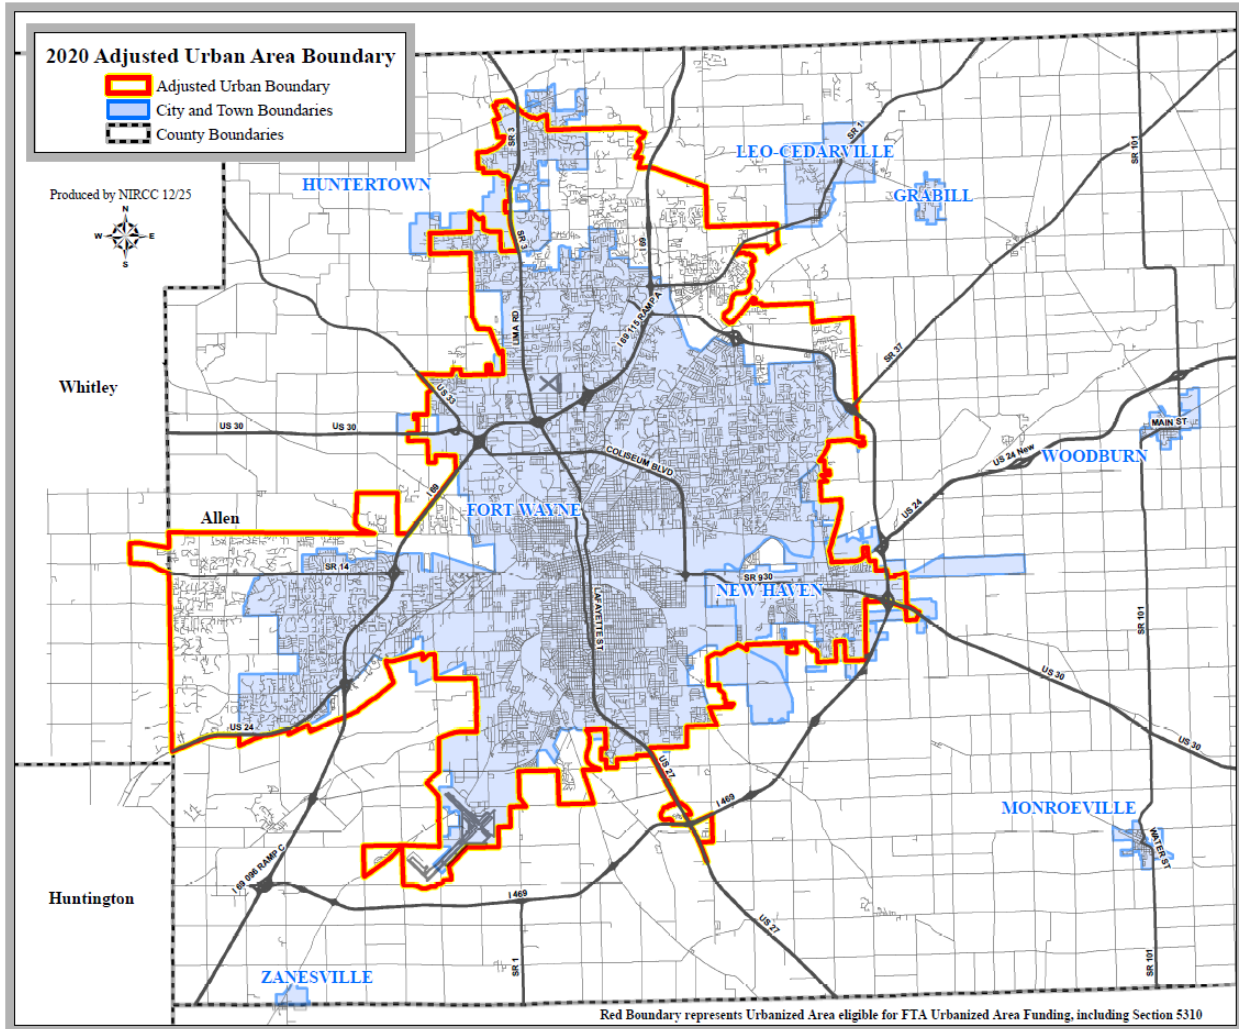 2020 Adjusted Urban Area Boundary
Adjusted Urban Boundary
City and Town Boundaries
County Boundaries
Produced by NIRCC 12/25
N
W E
S
HUNTERTOWN
SR 3
SR 3
LEO-CEDARVILLE
SR 1
GRABILL
SR 101
I 69
LIMA RD
I 69 115 RAMP A
SR 37
Whitley
US 33
US 30
US 30
MAIN ST
WOODBURN
US 24 New
US 24
COLISEUM BLVD
I 69
FORT WAYNE
Allen
SR 14
SR 930
NEW HAVEN
LAFAYETTE ST
SR 101
US 30
US 30
US 24
US 27
I 469
MONROEVILLE
WATER ST
I 69 096 RAMP C
I 469
Huntington
US 27
ZANESVILLE
SR 1
SR 101
Red Boundary represents Urbanized Area eligible for FTA Urbanized Area Funding, including Section 5310